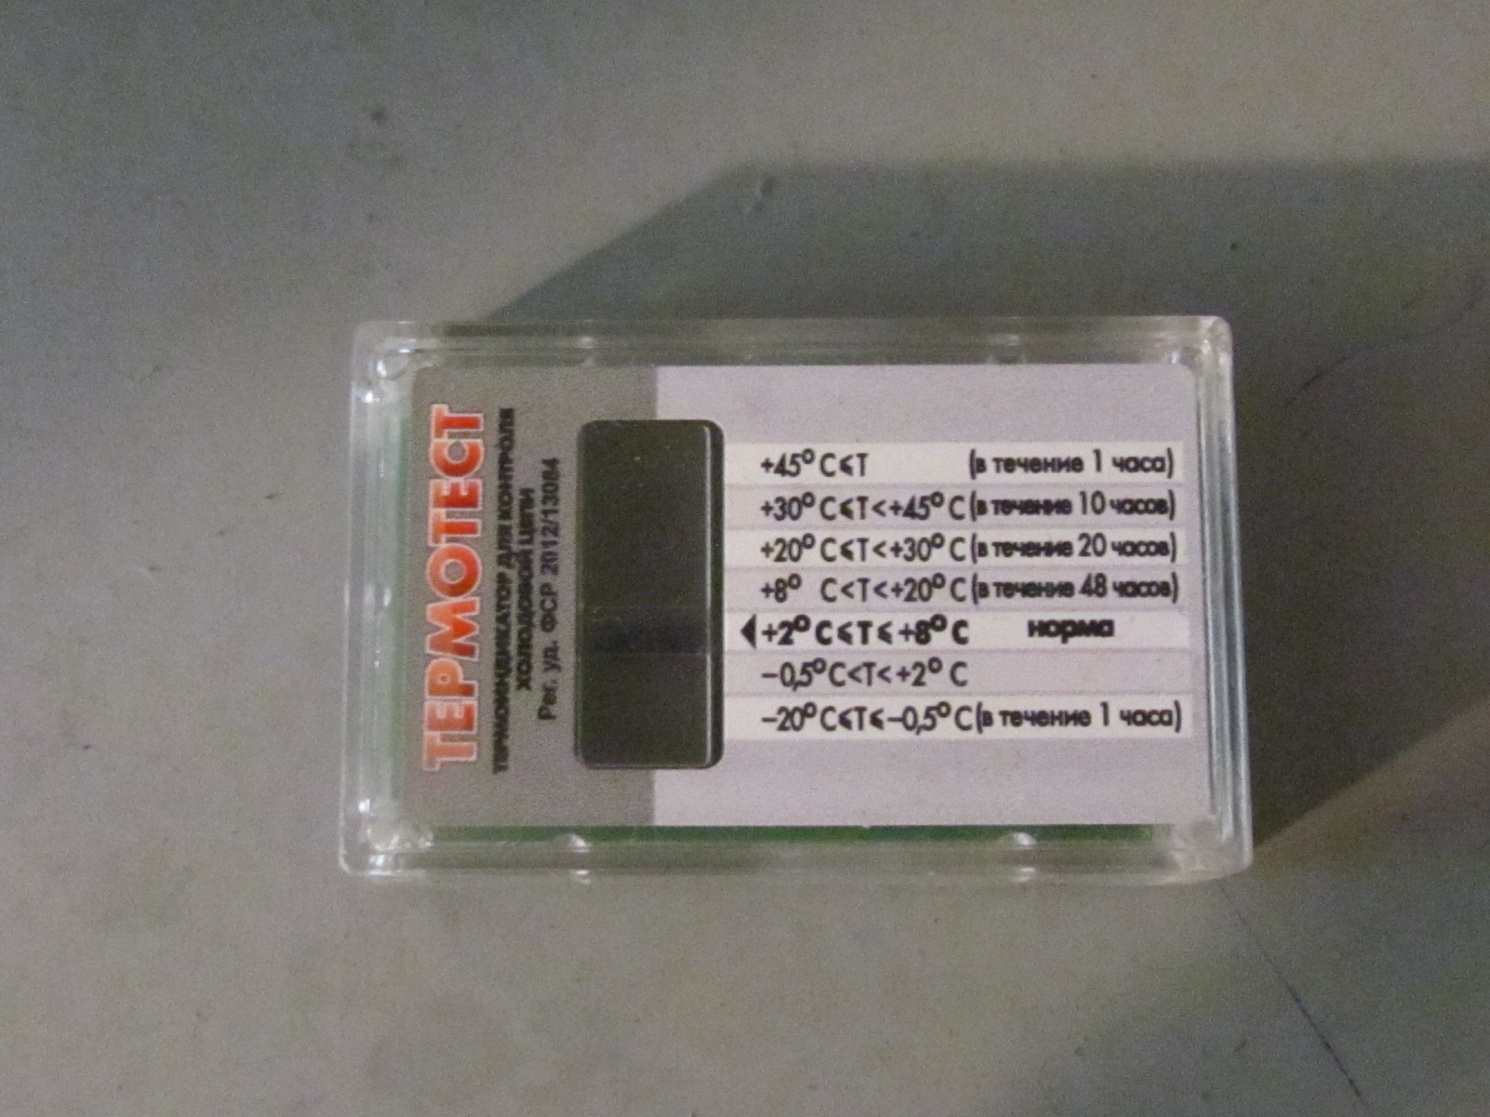 ТЕРМОТЕСТ
ТЕРМОИНДИКАТОР ДЛЯ КОНТРОЛЯ
ХОЛОДОВОЙ ЦЕПИ
Рег. уд. ФСР 2012/13084
+45° С⩽Т (в течение 1 часа)
+30° С⩽Т<+45° С (в течение 10 часов)
+20° С⩽Т<+30° С (в течение 20 часов)
+8° С<Т<+20° С (в течение 48 часов)
◀+2° С⩽Т⩽+8° С норма
−0,5° С<Т<+2° С
−20° С⩽Т⩽−0,5° С (в течение 1 часа)